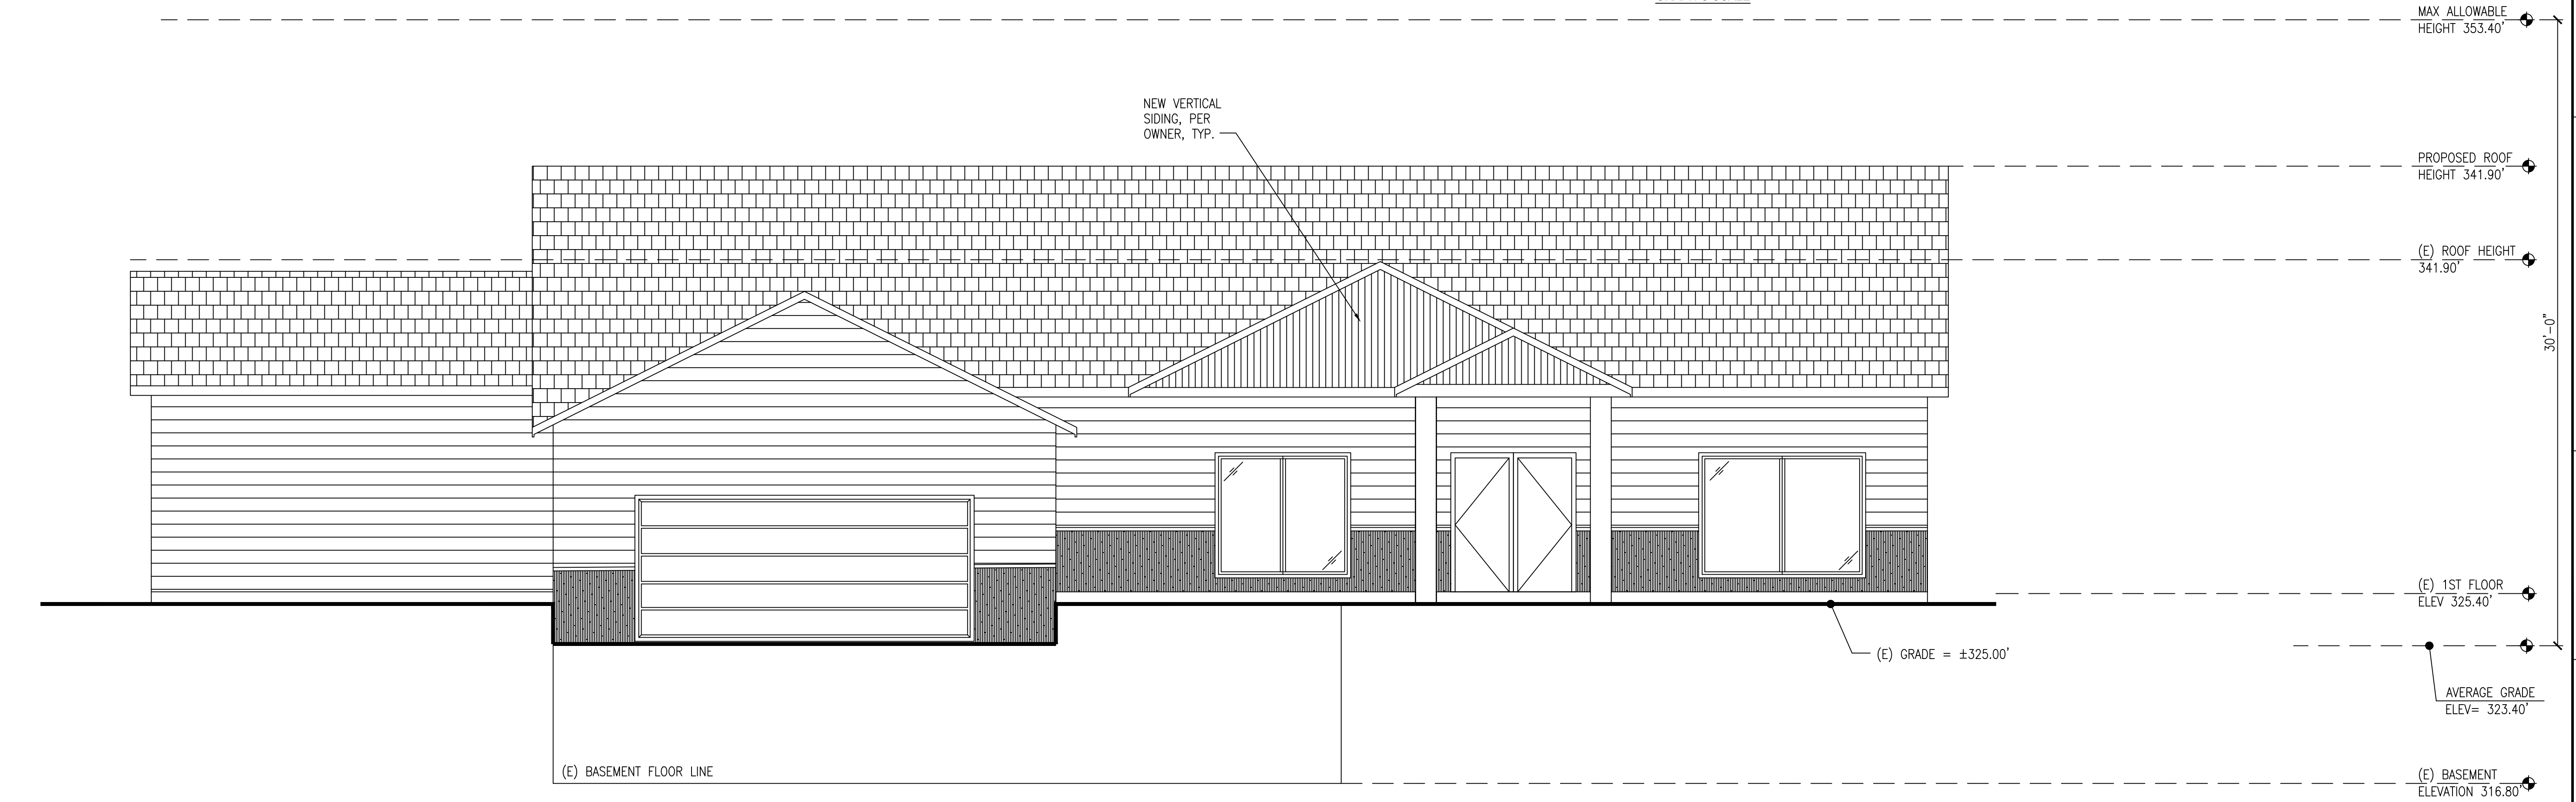 MAX ALLOWABLE
HEIGHT 353.40'
NEW VERTICAL
SIDING, PER
OWNER, TYP.
PROPOSED ROOF
HEIGHT 341.90'
(E) ROOF HEIGHT
341.90'
30'-0"
(E) 1ST FLOOR
ELEV 325.40'
(E) GRADE = ±325.00'
AVERAGE GRADE
ELEV= 323.40'
(E) BASEMENT FLOOR LINE
(E) BASEMENT
ELEVATION 316.80'